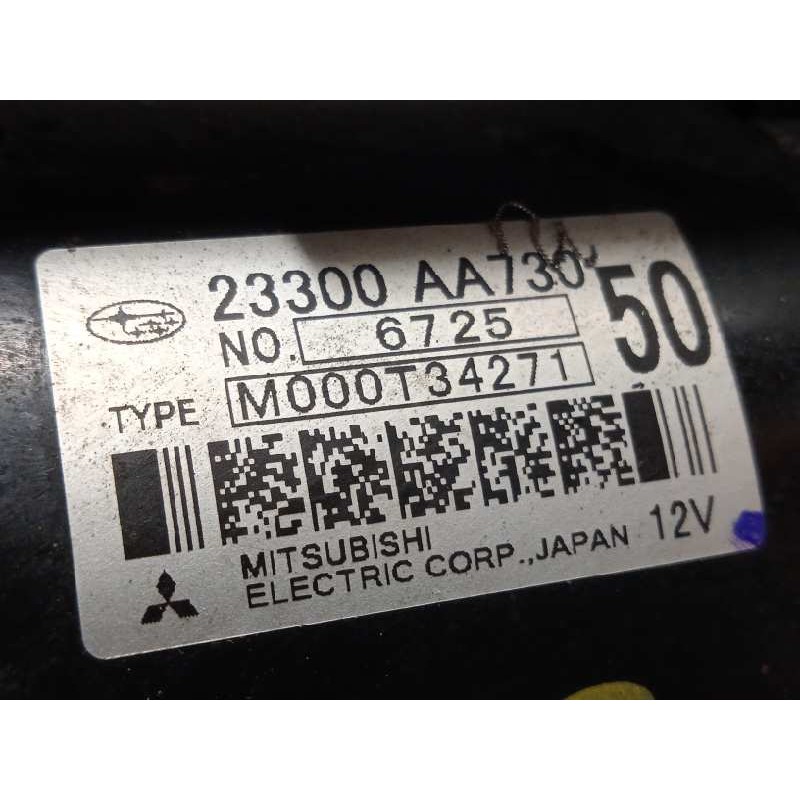 23300 AA730
50
NO. 6725
TYPE M000T34271
MITSUBISHI
ELECTRIC CORP.,JAPAN 12V